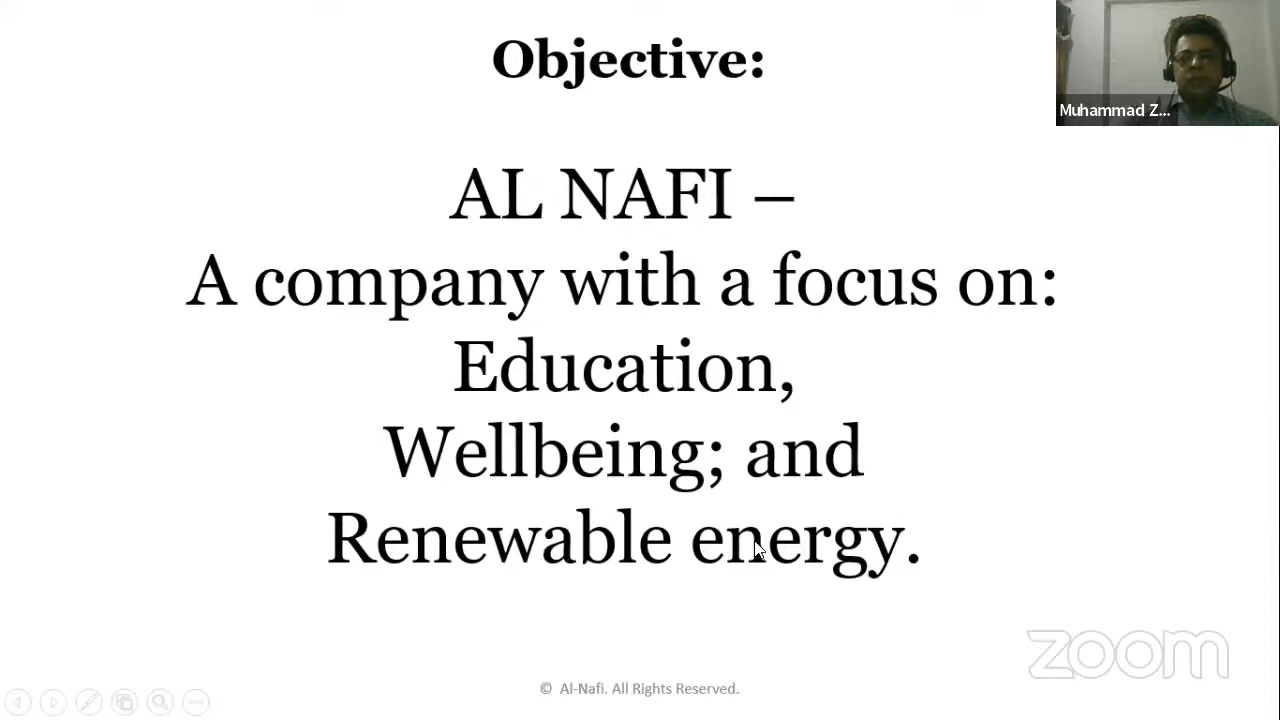 Objective:
Muhammad Z...
AL NAFI –
A company with a focus on:
Education,
Wellbeing; and
Renewable energy.
zoom
© Al-Nafi. All Rights Reserved.